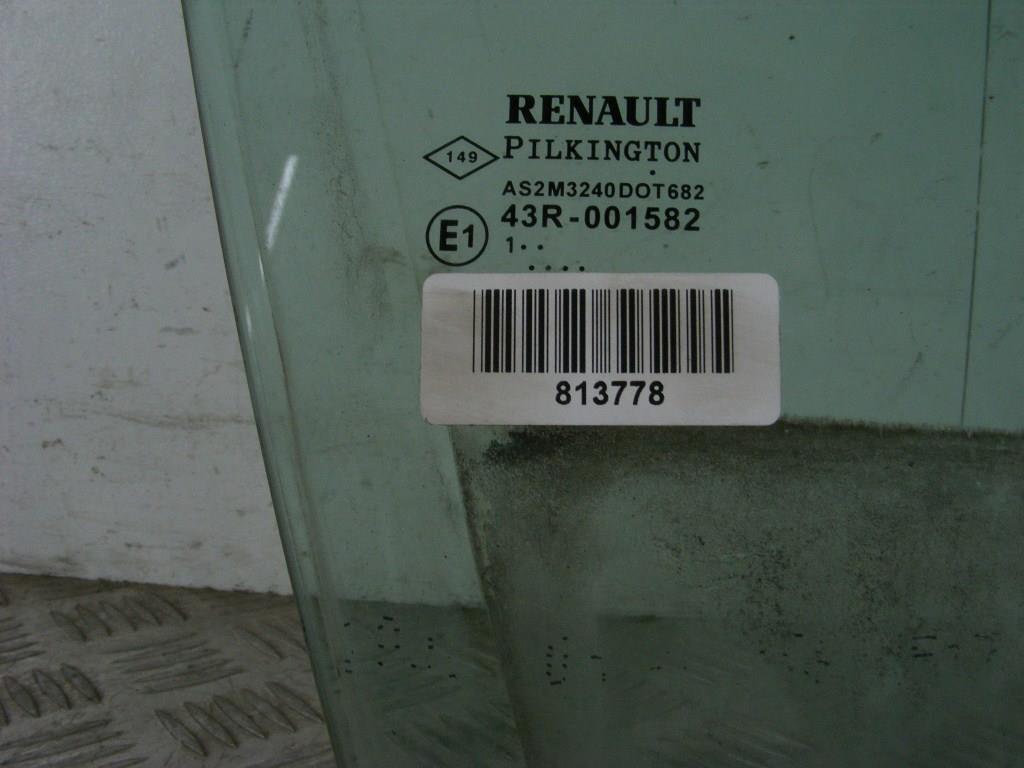 RENAULT
149 PILKINGTON
AS2M3240DOT682
E1 43R-001582
1..
....
813778